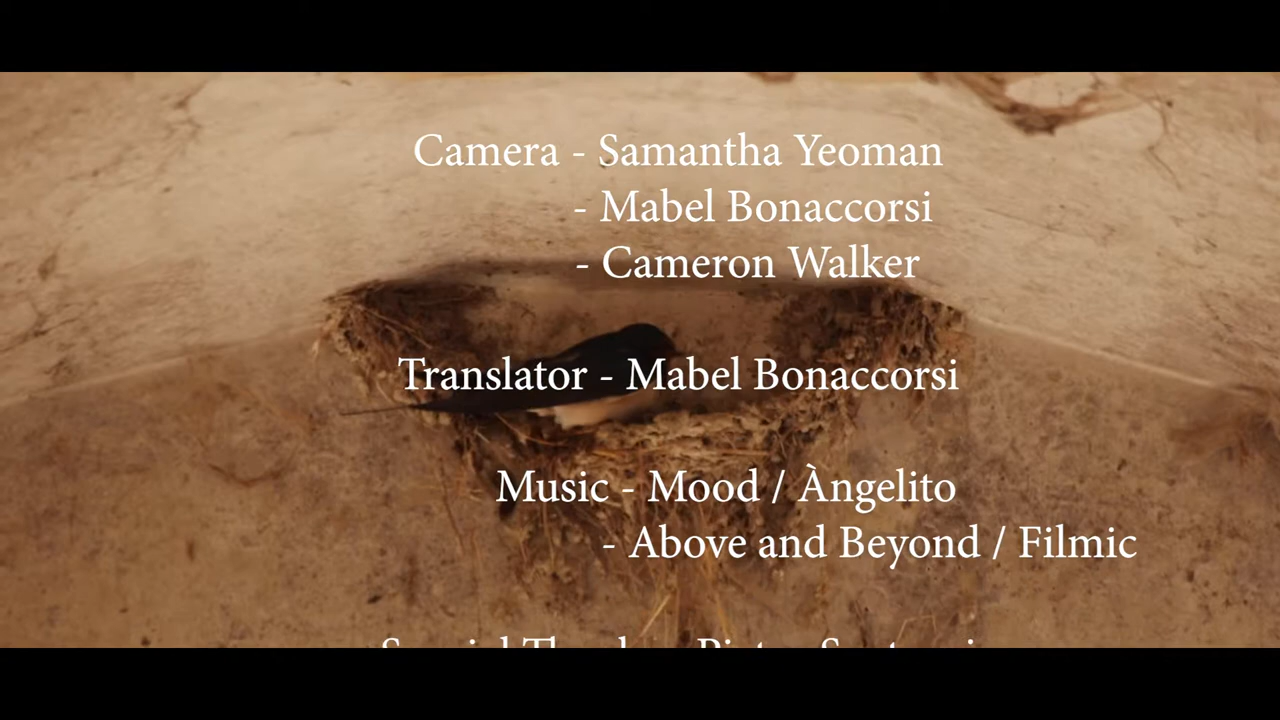 Camera - Samantha Yeoman
- Mabel Bonaccorsi
- Cameron Walker
Translator - Mabel Bonaccorsi
Music - Mood / Àngelito
- Above and Beyond / Filmic